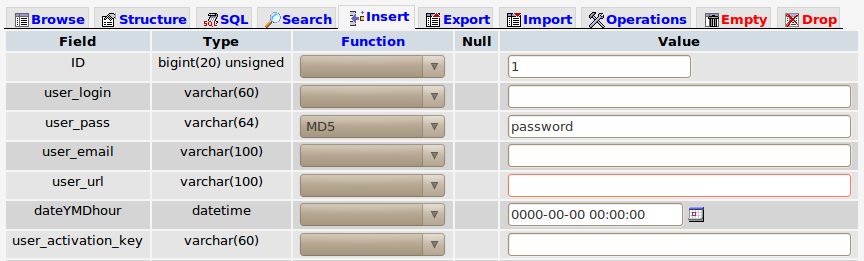 Browse Structure SQL Search Insert Export Import Operations Empty Drop
Field Type Function Null Value
ID bigint(20) unsigned 1
user_login varchar(60)
user_pass varchar(64) MD5 password
user_email varchar(100)
user_url varchar(100)
dateYMDhour datetime 0000-00-00 00:00:00
user_activation_key varchar(60)